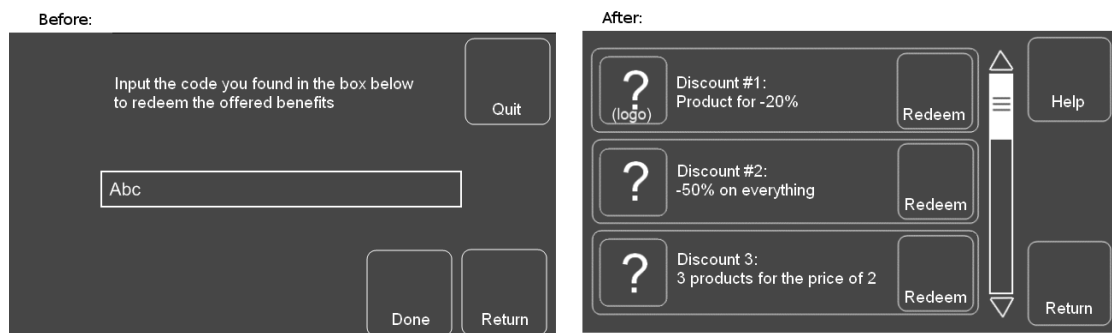 Before:
Input the code you found in the box below
to redeem the offered benefits
Quit
Abc
Done
Return
After:
?
(logo)
Discount #1:
Product for -20%
Redeem
Help
?
Discount #2:
-50% on everything
Redeem
?
Discount 3:
3 products for the price of 2
Redeem
Return